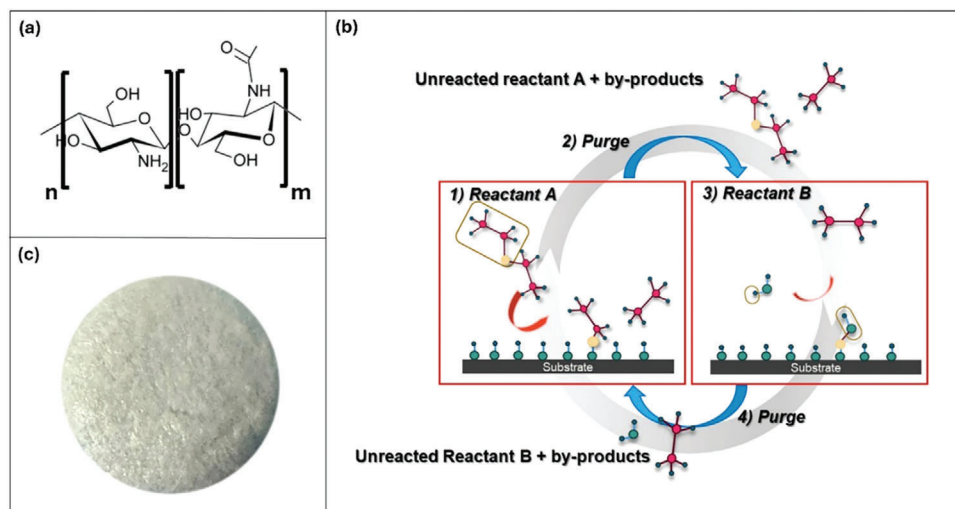 (a)
O
NH
OH
HO
O
O
HO
O
NH₂
OH
n
m
(b)
Unreacted reactant A + by-products
2) Purge
1) Reactant A
3) Reactant B
Substrate
Substrate
4) Purge
Unreacted Reactant B + by-products
(c)